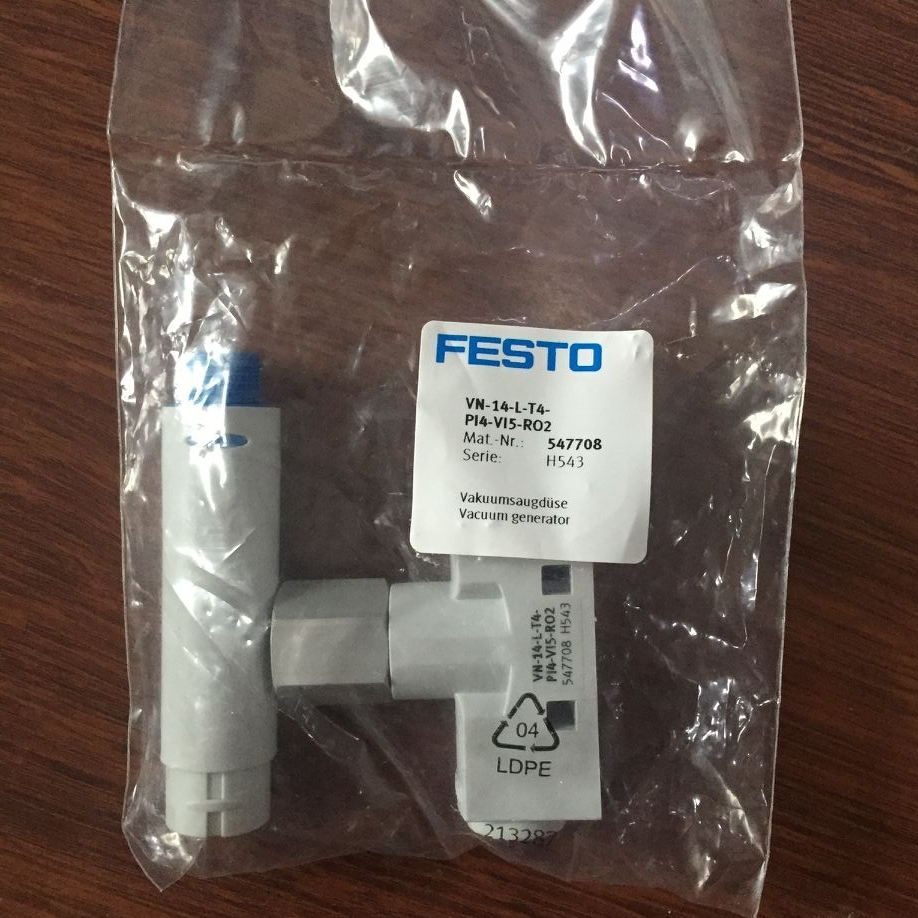 FESTO
VN-14-L-T4-
PI4-VI5-RO2
Mat.-Nr.: 547708
Serie: H543
Vakuumsaugdüse
Vacuum generator
VN-14-L-T4-
PI4-VI5-RO2
547708 H543
04
LDPE
213287